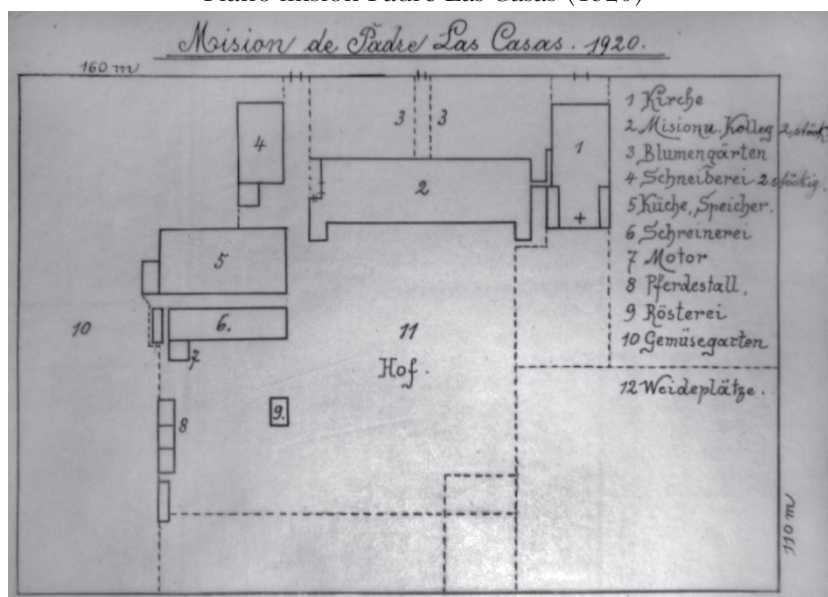 Plano misión Padre Las Casas (1920)
Mision de Padre Las Casas. 1920.
160 m
1 Kirche
2 Mision u. Kolleg 2 stöck
3 Blumengärten
4 Schneiderei 2 stöckig.
5 Küche, Speicher.
6 Schreinerei
7 Motor
8 Pferdestall,
9 Rösterei
10 Gemüsegarten
12 Weideplätze.
3 3
4
1
2
5
10
6.
11
7
Hof.
8
9.
110 m